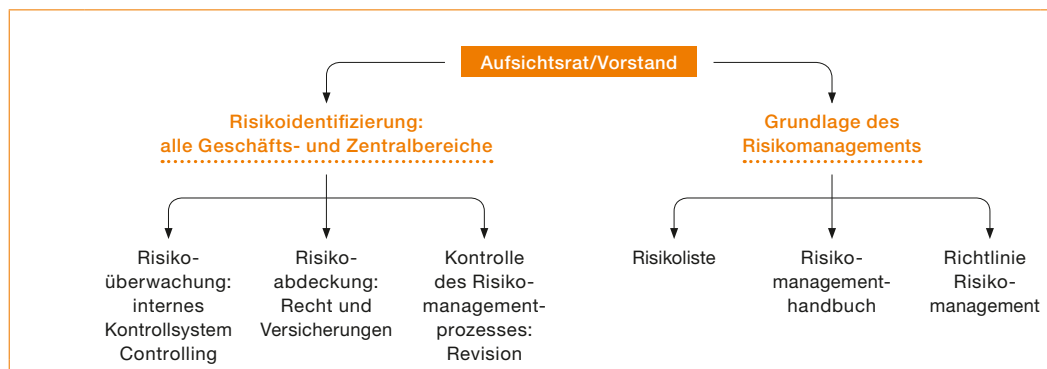 Aufsichtsrat/Vorstand
Risikoidentifizierung:
alle Geschäfts- und Zentralbereiche
Grundlage des
Risikomanagements
Risiko-
überwachung:
internes
Kontrollsystem
Controlling
Risiko-
abdeckung:
Recht und
Versicherungen
Kontrolle
des Risiko-
management-
prozesses:
Revision
Risikoliste
Risiko-
management-
handbuch
Richtlinie
Risiko-
management